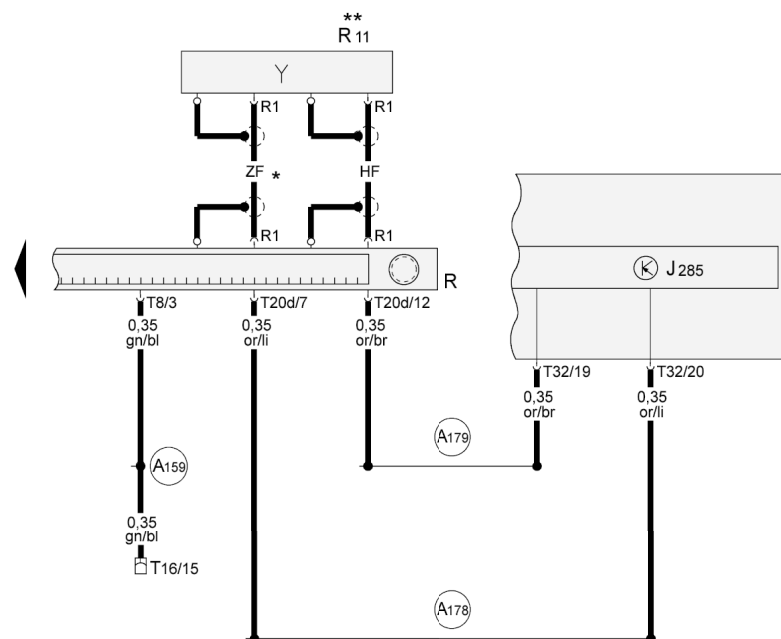 **
R 11
Y
R1 R1
ZF * HF
R1 R1
J 285
R
T8/3 T20d/7 T20d/12
0,35 0,35 0,35
gn/bl or/li or/br
T32/19 T32/20
0,35 0,35
or/br or/li
A179
A159
0,35
gn/bl
T16/15
A178